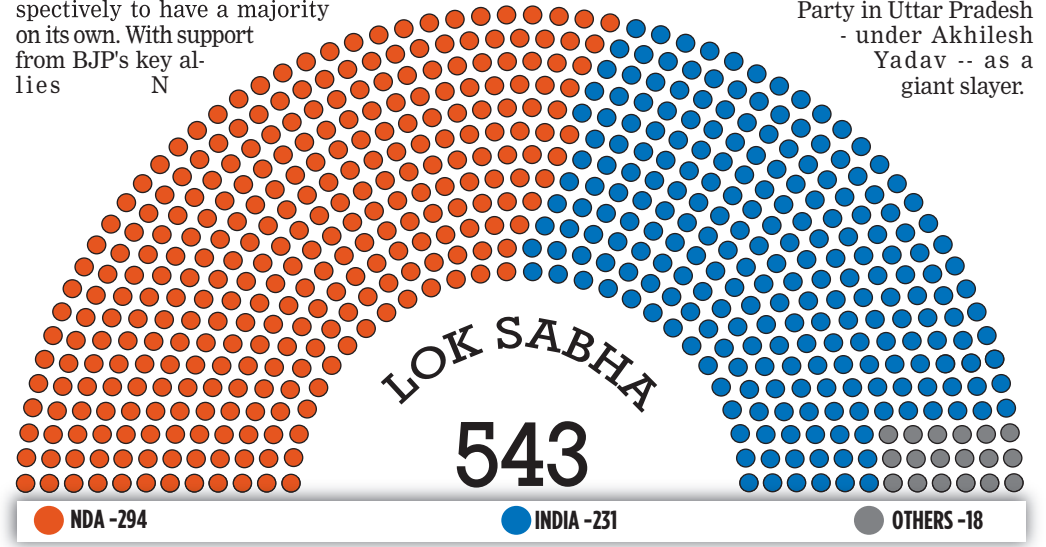 spectively to have a majority
on its own. With support
from BJP's key al-
lies N
Party in Uttar Pradesh
- under Akhilesh
Yadav -- as a
giant slayer.
LOK SABHA
543
NDA -294
INDIA -231
OTHERS -18